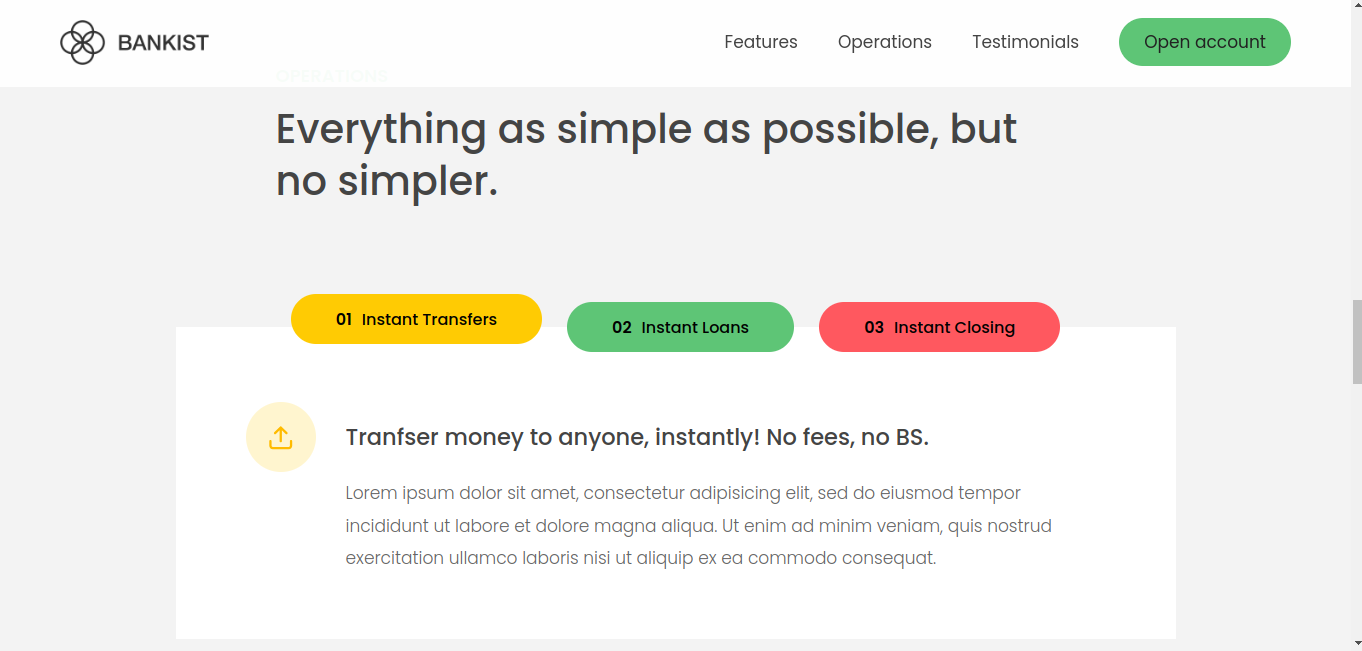 BANKIST
Features
Operations
Testimonials
Open account
OPERATIONS
Everything as simple as possible, but
no simpler.
01 Instant Transfers
02 Instant Loans
03 Instant Closing
Tranfser money to anyone, instantly! No fees, no BS.
Lorem ipsum dolor sit amet, consectetur adipisicing elit, sed do eiusmod tempor
incididunt ut labore et dolore magna aliqua. Ut enim ad minim veniam, quis nostrud
exercitation ullamco laboris nisi ut aliquip ex ea commodo consequat.